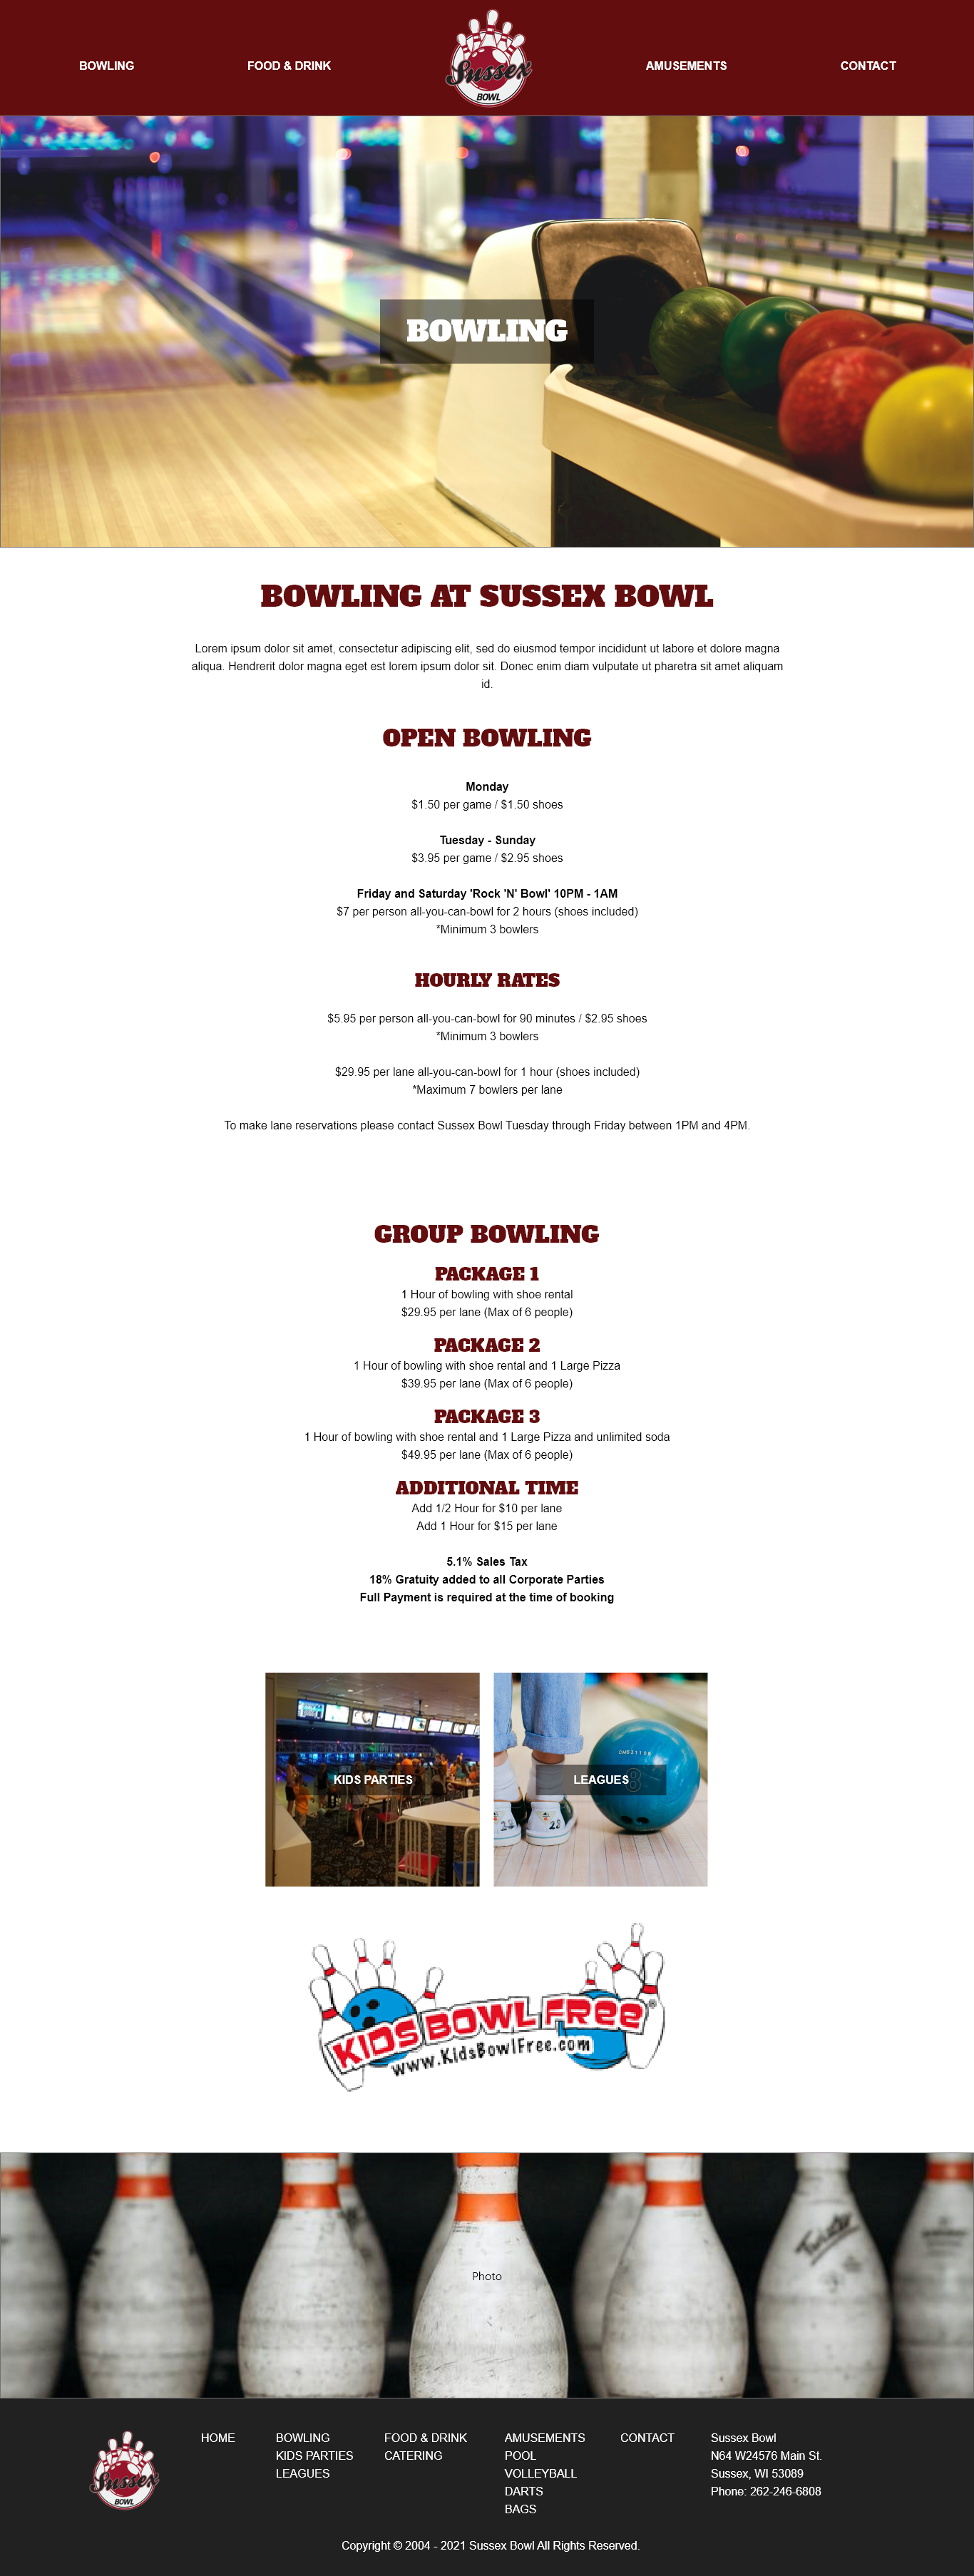 BOWLING
FOOD & DRINK
Sussex
BOWL
AMUSEMENTS
CONTACT
BOWLING
BOWLING AT SUSSEX BOWL
Lorem ipsum dolor sit amet, consectetur adipiscing elit, sed do eiusmod tempor incididunt ut labore et dolore magna
aliqua. Hendrerit dolor magna eget est lorem ipsum dolor sit. Donec enim diam vulputate ut pharetra sit amet aliquam
id.
OPEN BOWLING
Monday
$1.50 per game / $1.50 shoes
Tuesday - Sunday
$3.95 per game / $2.95 shoes
Friday and Saturday 'Rock 'N' Bowl' 10PM - 1AM
$7 per person all-you-can-bowl for 2 hours (shoes included)
*Minimum 3 bowlers
HOURLY RATES
$5.95 per person all-you-can-bowl for 90 minutes / $2.95 shoes
*Minimum 3 bowlers
$29.95 per lane all-you-can-bowl for 1 hour (shoes included)
*Maximum 7 bowlers per lane
To make lane reservations please contact Sussex Bowl Tuesday through Friday between 1PM and 4PM.
GROUP BOWLING
PACKAGE 1
1 Hour of bowling with shoe rental
$29.95 per lane (Max of 6 people)
PACKAGE 2
1 Hour of bowling with shoe rental and 1 Large Pizza
$39.95 per lane (Max of 6 people)
PACKAGE 3
1 Hour of bowling with shoe rental and 1 Large Pizza and unlimited soda
$49.95 per lane (Max of 6 people)
ADDITIONAL TIME
Add 1/2 Hour for $10 per lane
Add 1 Hour for $15 per lane
5.1% Sales Tax
18% Gratuity added to all Corporate Parties
Full Payment is required at the time of booking
KIDS PARTIES
LEAGUES
8
KIDS BOWL FREE®
www.KidsBowlFree.com
Photo
Sussex
BOWL
HOME
BOWLING
KIDS PARTIES
LEAGUES
FOOD & DRINK
CATERING
AMUSEMENTS
POOL
VOLLEYBALL
DARTS
BAGS
CONTACT
Sussex Bowl
N64 W24576 Main St.
Sussex, WI 53089
Phone: 262-246-6808
Copyright © 2004 - 2021 Sussex Bowl All Rights Reserved.